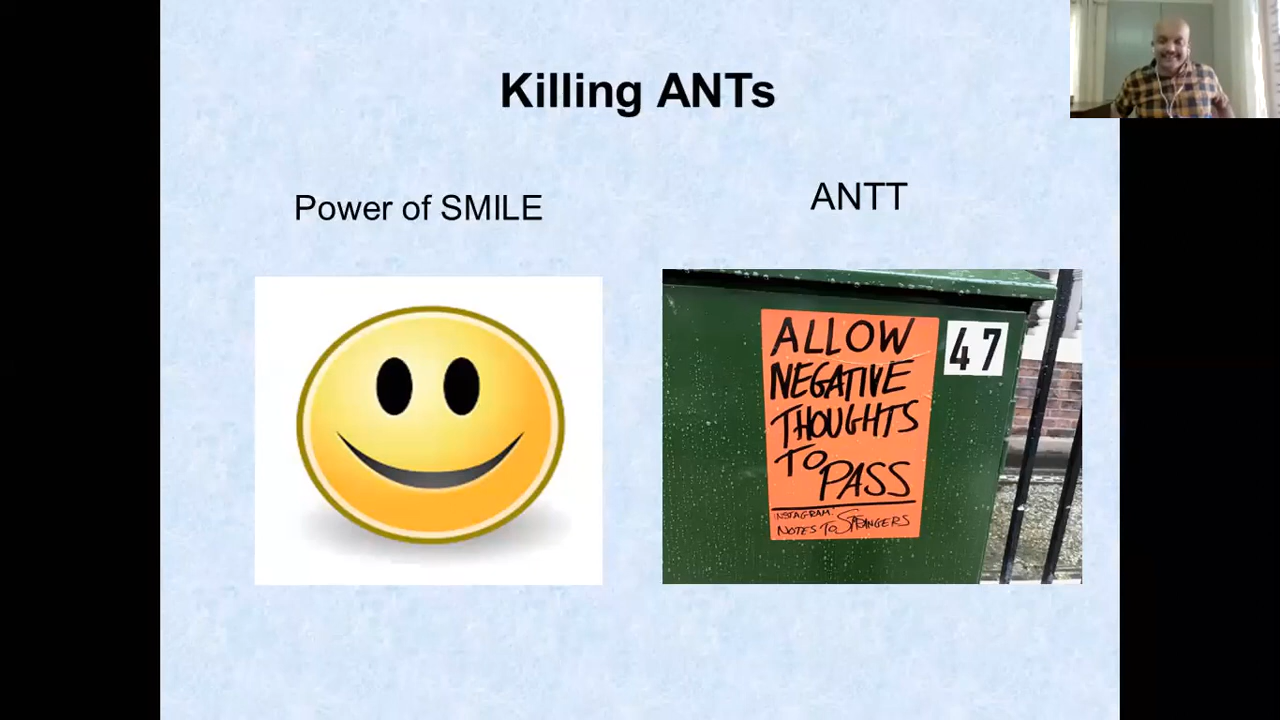 Killing ANTs
Power of SMILE
ANTT
ALLOW
NEGATIVE
THOUGHTS
TO
PASS
INSTAGRAM:
NOTES TO STRANGERS
47